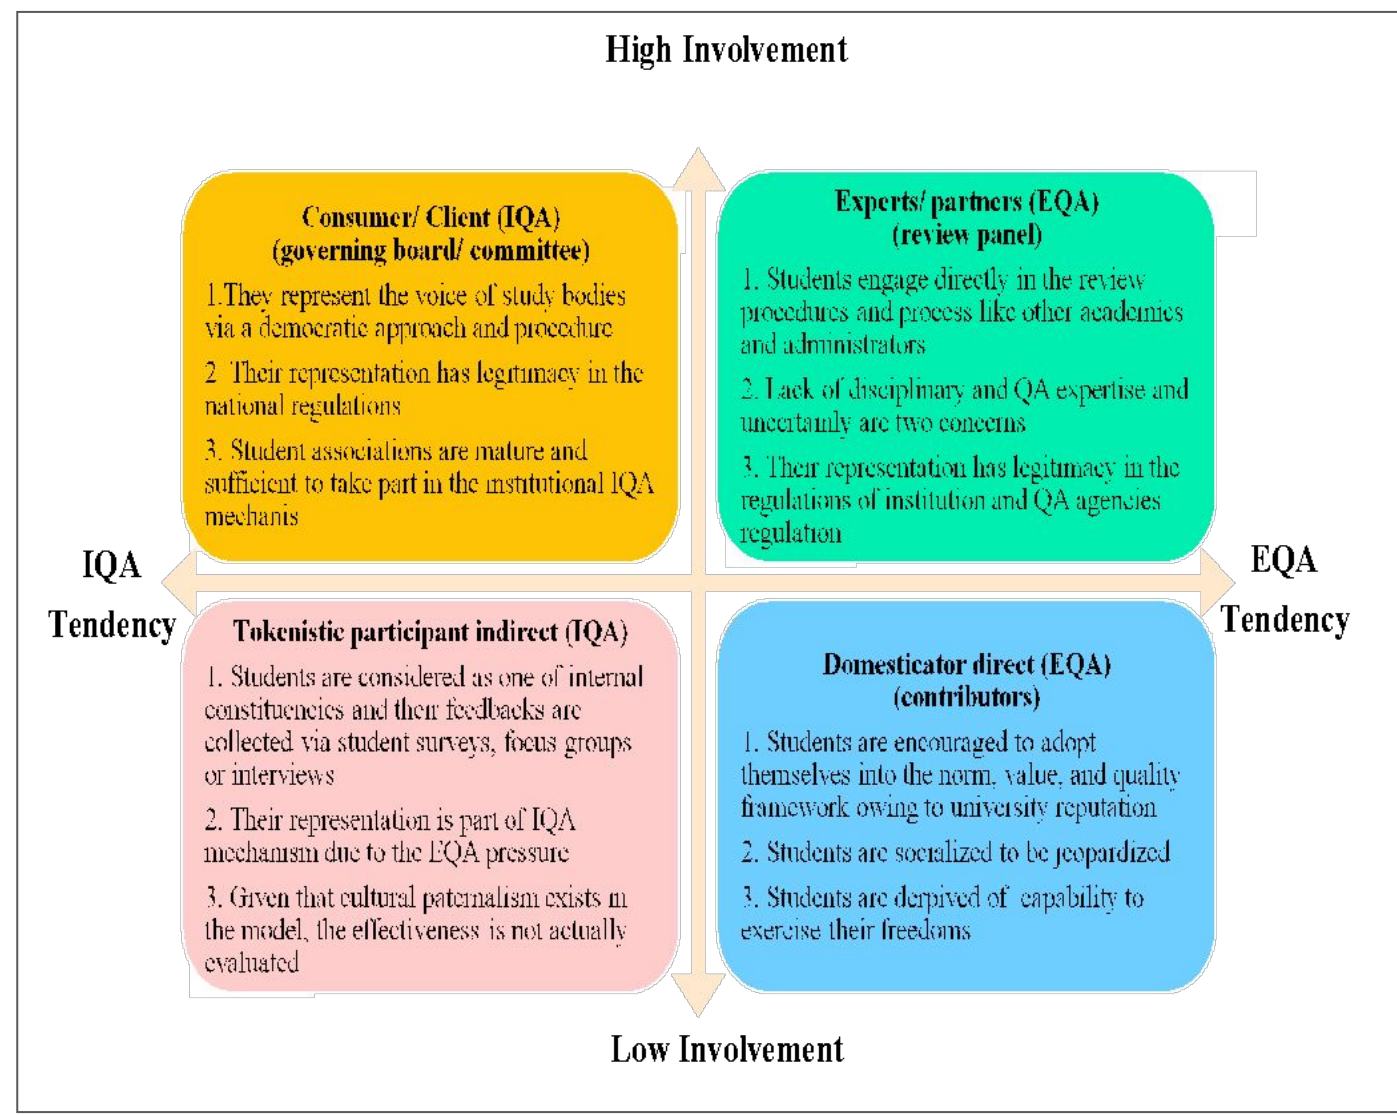 High Involvement
Consumer/ Client (IQA)
(governing board/ committee)
1.They represent the voice of study bodies
via a democratic approach and procedure
2 Their representation has legitimacy in the
national regulations
3. Student associations are mature and
sufficient to take part in the institutional IQA
mechanis
Experts/ partners (EQA)
(review panel)
1. Students engage directly in the review
procedures and process like other academics
and administrators
2. Lack of disciplinary and QA expertise and
uncertainly are two concerns
3. Their representation has legitimacy in the
regulations of institution and QA agencies
regulation
IQA
Tendency
EQA
Tendency
Tokenistic participant indirect (IQA)
1. Students are considered as one of internal
constituencies and their feedbacks are
collected via student surveys, focus groups
or interviews
2. Their representation is part of IQA
mechanism due to the EQA pressure
3. Given that cultural paternalism exists in
the model, the effectiveness is not actually
evaluated
Domesticator direct (EQA)
(contributors)
1. Students are encouraged to adopt
themselves into the norm, value, and quality
framework owing to university reputation
2. Students are socialized to be jeopardized
3. Students are derpived of capability to
exercise their freedoms
Low Involvement